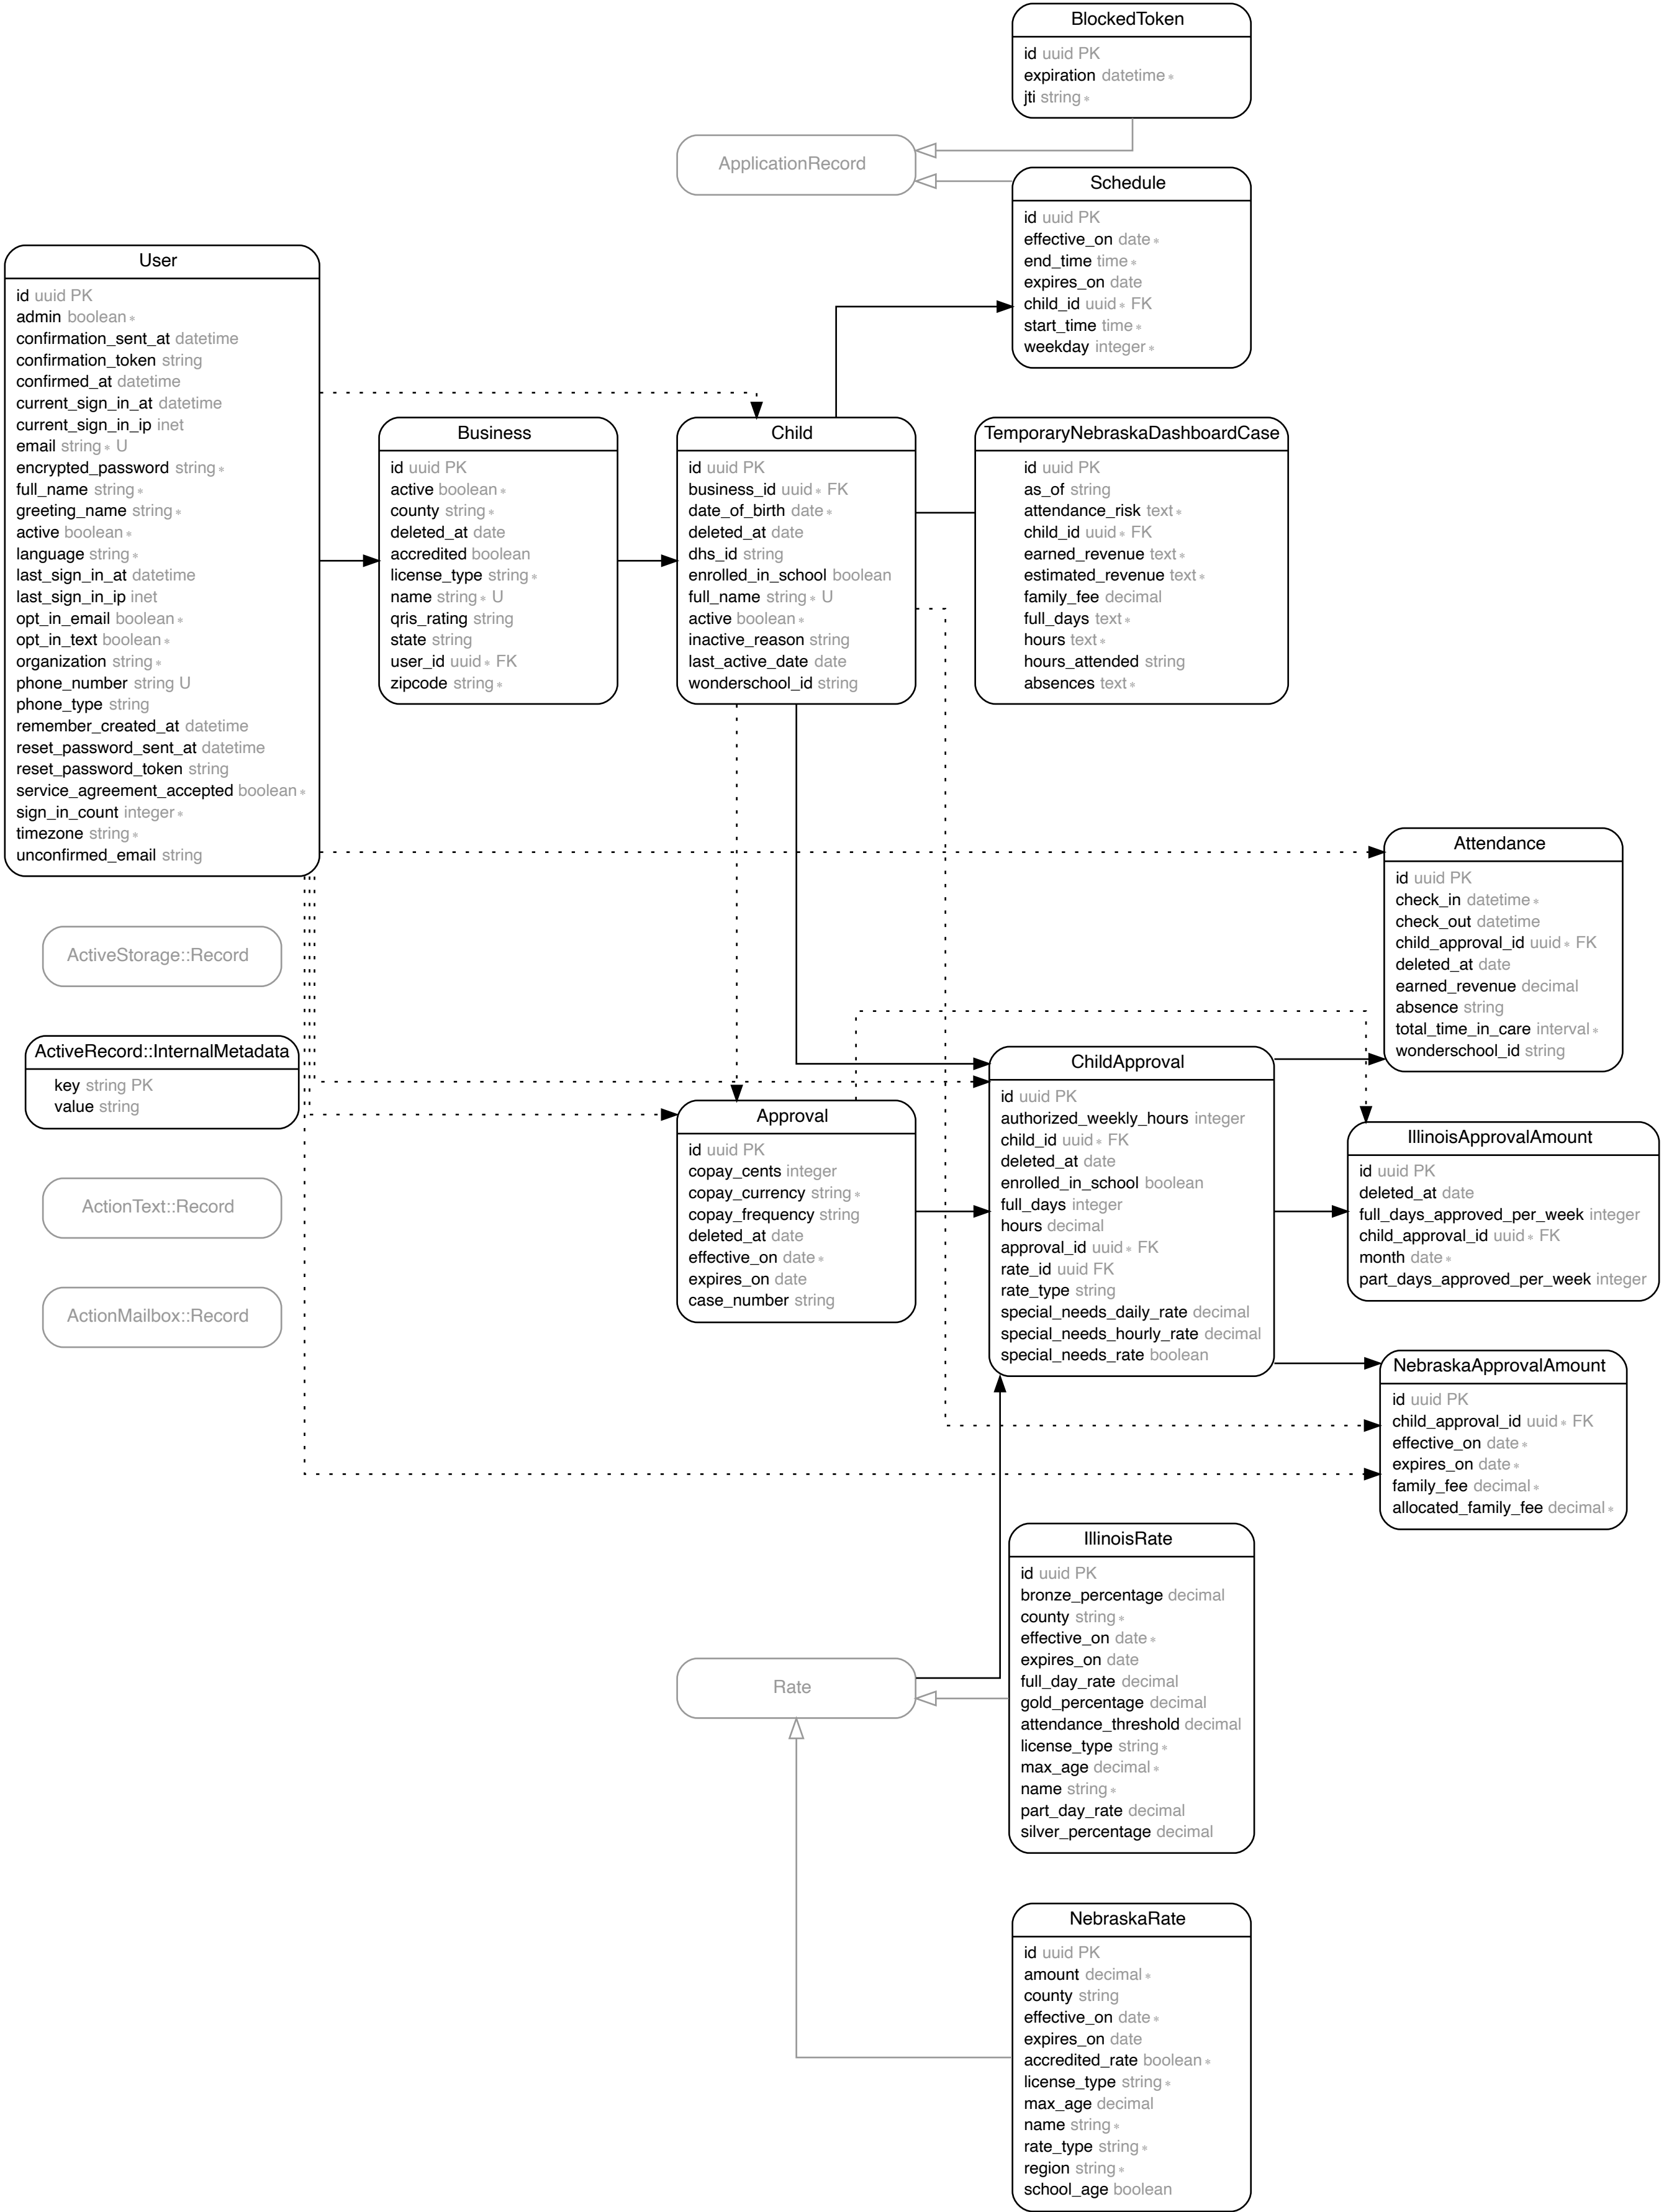 BlockedToken
id uuid PK
expiration datetime ∗
jti string ∗
ApplicationRecord
Schedule
id uuid PK
effective_on date ∗
end_time time ∗
expires_on date
child_id uuid ∗ FK
start_time time ∗
weekday integer ∗
User
id uuid PK
admin boolean ∗
confirmation_sent_at datetime
confirmation_token string
confirmed_at datetime
current_sign_in_at datetime
current_sign_in_ip inet
email string ∗ U
encrypted_password string ∗
full_name string ∗
greeting_name string ∗
active boolean ∗
language string ∗
last_sign_in_at datetime
last_sign_in_ip inet
opt_in_email boolean ∗
opt_in_text boolean ∗
organization string ∗
phone_number string U
phone_type string
remember_created_at datetime
reset_password_sent_at datetime
reset_password_token string
service_agreement_accepted boolean ∗
sign_in_count integer ∗
timezone string ∗
unconfirmed_email string
Business
id uuid PK
active boolean ∗
county string ∗
deleted_at date
accredited boolean
license_type string ∗
name string ∗ U
qris_rating string
state string
user_id uuid ∗ FK
zipcode string ∗
Child
id uuid PK
business_id uuid ∗ FK
date_of_birth date ∗
deleted_at date
dhs_id string
enrolled_in_school boolean
full_name string ∗ U
active boolean ∗
inactive_reason string
last_active_date date
wonderschool_id string
TemporaryNebraskaDashboardCase
id uuid PK
as_of string
attendance_risk text ∗
child_id uuid ∗ FK
earned_revenue text ∗
estimated_revenue text ∗
family_fee decimal
full_days text ∗
hours text ∗
hours_attended string
absences text ∗
Attendance
id uuid PK
check_in datetime ∗
check_out datetime
child_approval_id uuid ∗ FK
deleted_at date
earned_revenue decimal
absence string
total_time_in_care interval ∗
wonderschool_id string
ActiveStorage::Record
ActiveRecord::InternalMetadata
key string PK
value string
ActionText::Record
ActionMailbox::Record
Approval
id uuid PK
copay_cents integer
copay_currency string ∗
copay_frequency string
deleted_at date
effective_on date ∗
expires_on date
case_number string
ChildApproval
id uuid PK
authorized_weekly_hours integer
child_id uuid ∗ FK
deleted_at date
enrolled_in_school boolean
full_days integer
hours decimal
approval_id uuid ∗ FK
rate_id uuid FK
rate_type string
special_needs_daily_rate decimal
special_needs_hourly_rate decimal
special_needs_rate boolean
IllinoisApprovalAmount
id uuid PK
deleted_at date
full_days_approved_per_week integer
child_approval_id uuid ∗ FK
month date ∗
part_days_approved_per_week integer
NebraskaApprovalAmount
id uuid PK
child_approval_id uuid ∗ FK
effective_on date ∗
expires_on date ∗
family_fee decimal ∗
allocated_family_fee decimal ∗
IllinoisRate
id uuid PK
bronze_percentage decimal
county string ∗
effective_on date ∗
expires_on date
full_day_rate decimal
gold_percentage decimal
attendance_threshold decimal
license_type string ∗
max_age decimal ∗
name string ∗
part_day_rate decimal
silver_percentage decimal
Rate
NebraskaRate
id uuid PK
amount decimal ∗
county string
effective_on date ∗
expires_on date
accredited_rate boolean ∗
license_type string ∗
max_age decimal
name string ∗
rate_type string ∗
region string ∗
school_age boolean